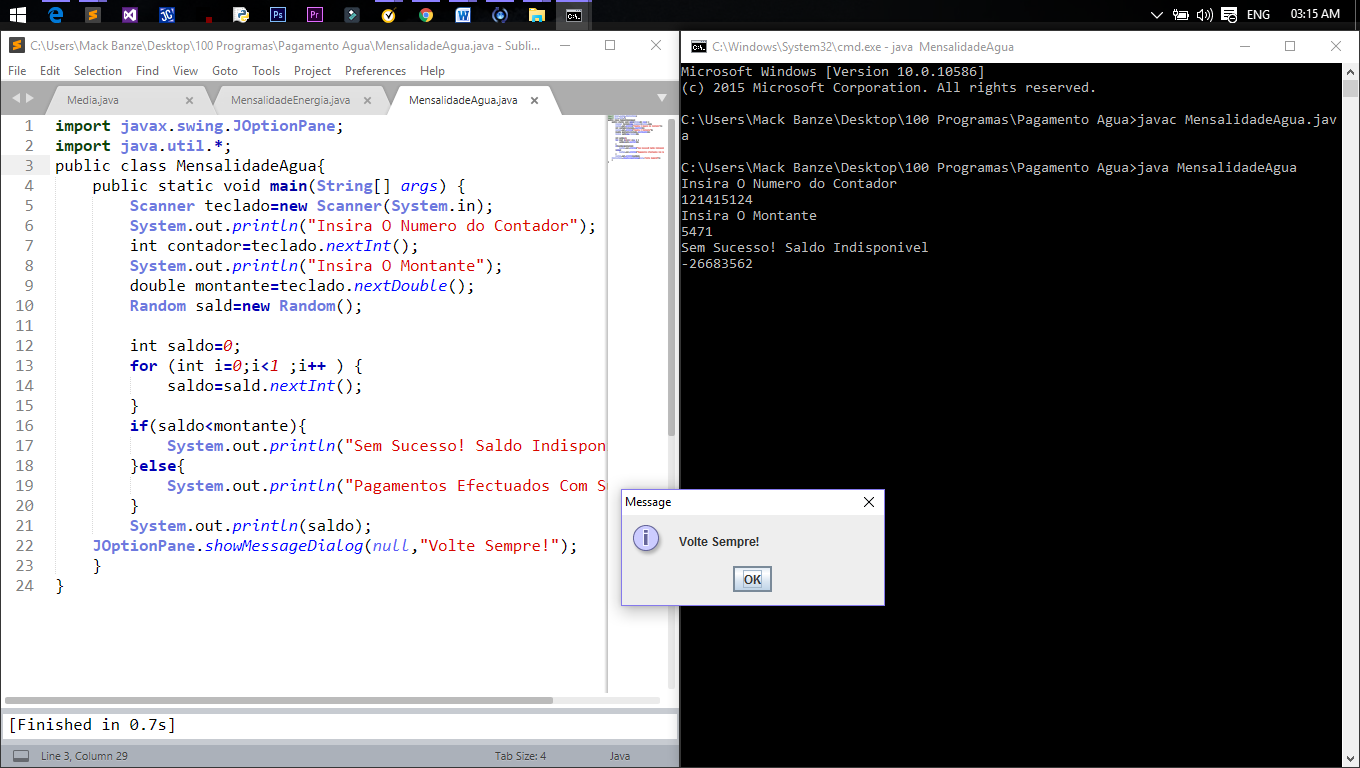 ENG 03:15 AM
C:\Users\Mack Banze\Desktop\100 Programas\Pagamento Agua\MensalidadeAgua.java - Subli...
File Edit Selection Find View Goto Tools Project Preferences Help
Media.java MensalidadeEnergia.java MensalidadeAgua.java
1 import javax.swing.JOptionPane;
2 import java.util.*;
3 public class MensalidadeAgua{
4 public static void main(String[] args) {
5 Scanner teclado=new Scanner(System.in);
6 System.out.println("Insira O Numero do Contador");
7 int contador=teclado.nextInt();
8 System.out.println("Insira O Montante");
9 double montante=teclado.nextDouble();
10 Random sald=new Random();
11
12 int saldo=0;
13 for (int i=0;i<1 ;i++ ) {
14 saldo=sald.nextInt();
15 }
16 if(saldo<montante){
17 System.out.println("Sem Sucesso! Saldo Indispon
18 }else{
19 System.out.println("Pagamentos Efectuados Com S
20 }
21 System.out.println(saldo);
22 JOptionPane.showMessageDialog(null,"Volte Sempre!");
23 }
24 }
[Finished in 0.7s]
Line 3, Column 29 Tab Size: 4 Java
C:\Windows\System32\cmd.exe - java MensalidadeAgua
Microsoft Windows [Version 10.0.10586]
(c) 2015 Microsoft Corporation. All rights reserved.
C:\Users\Mack Banze\Desktop\100 Programas\Pagamento Agua>javac MensalidadeAgua.jav
a
C:\Users\Mack Banze\Desktop\100 Programas\Pagamento Agua>java MensalidadeAgua
Insira O Numero do Contador
121415124
Insira O Montante
5471
Sem Sucesso! Saldo Indisponivel
-26683562
Message
Volte Sempre!
OK